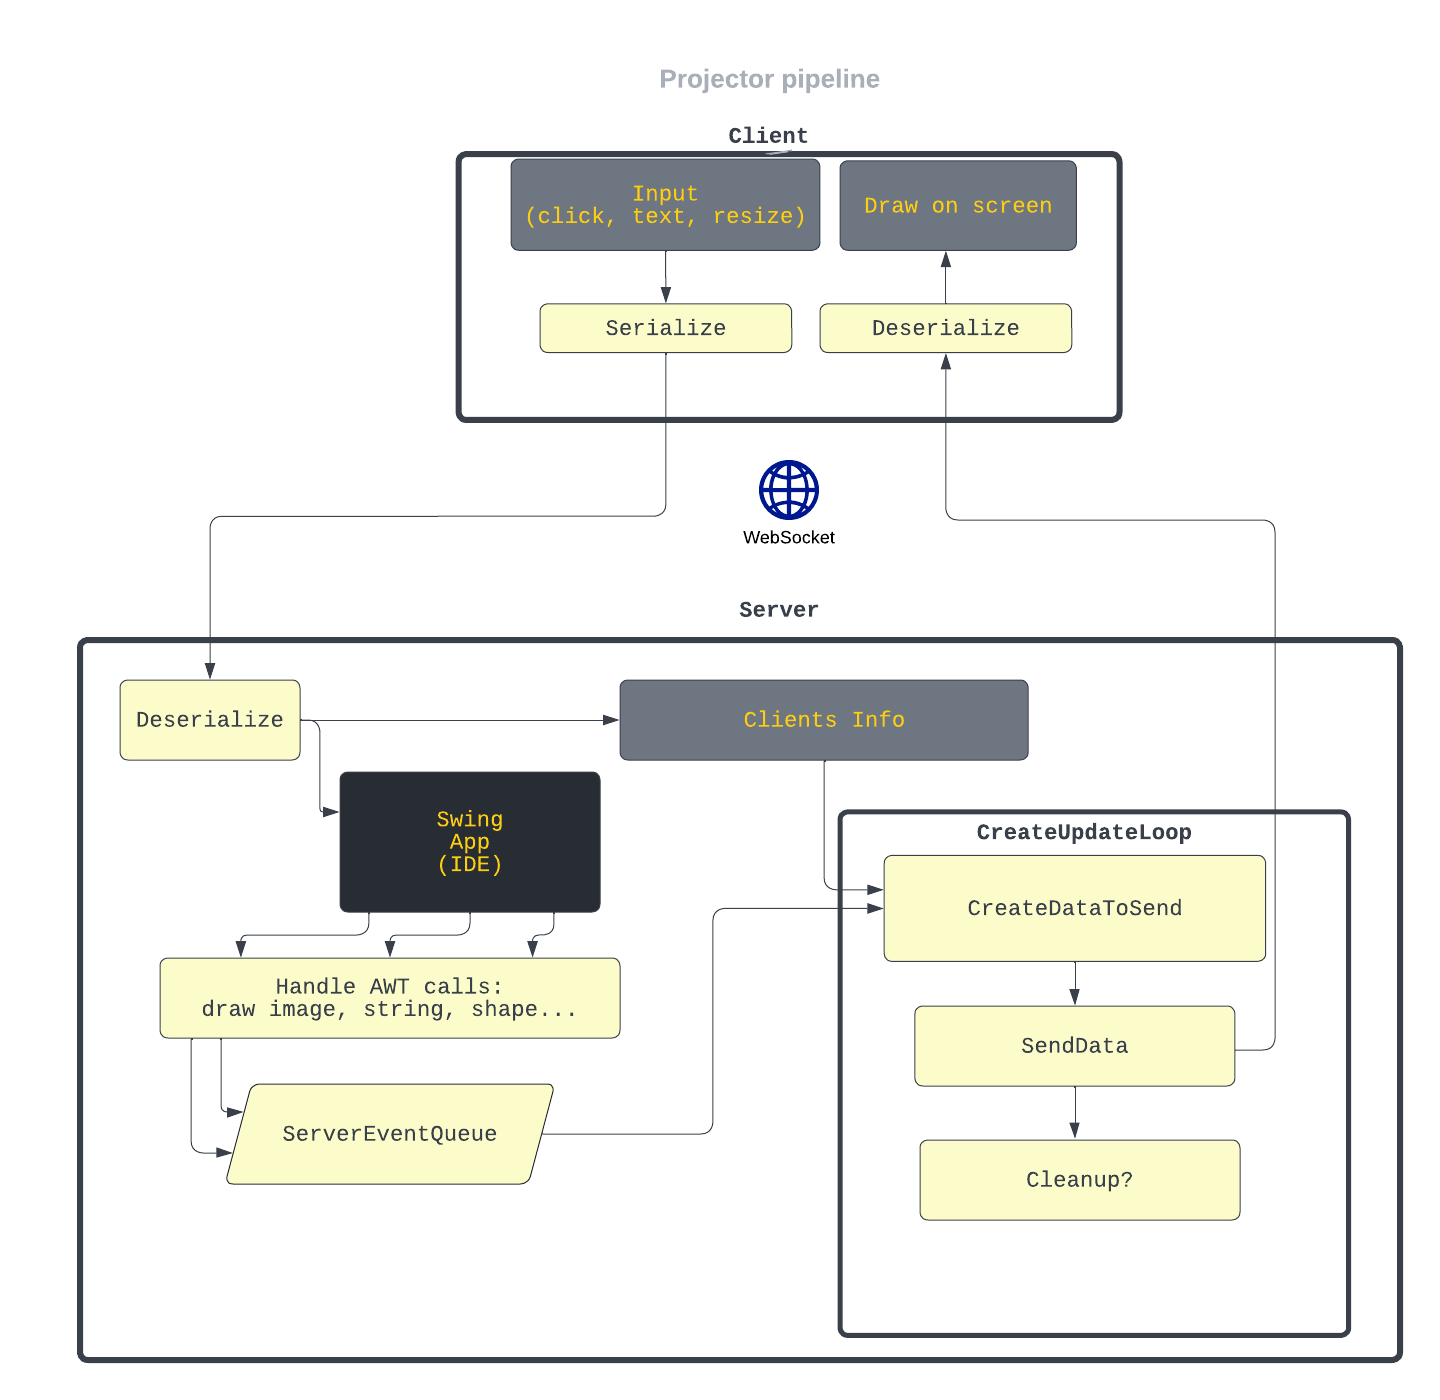 Projector pipeline
Client
Input
(click, text, resize)
Draw on screen
Serialize
Deserialize
WebSocket
Server
Deserialize
Clients Info
Swing
App
(IDE)
CreateUpdateLoop
CreateDataToSend
Handle AWT calls:
draw image, string, shape...
SendData
ServerEventQueue
Cleanup?